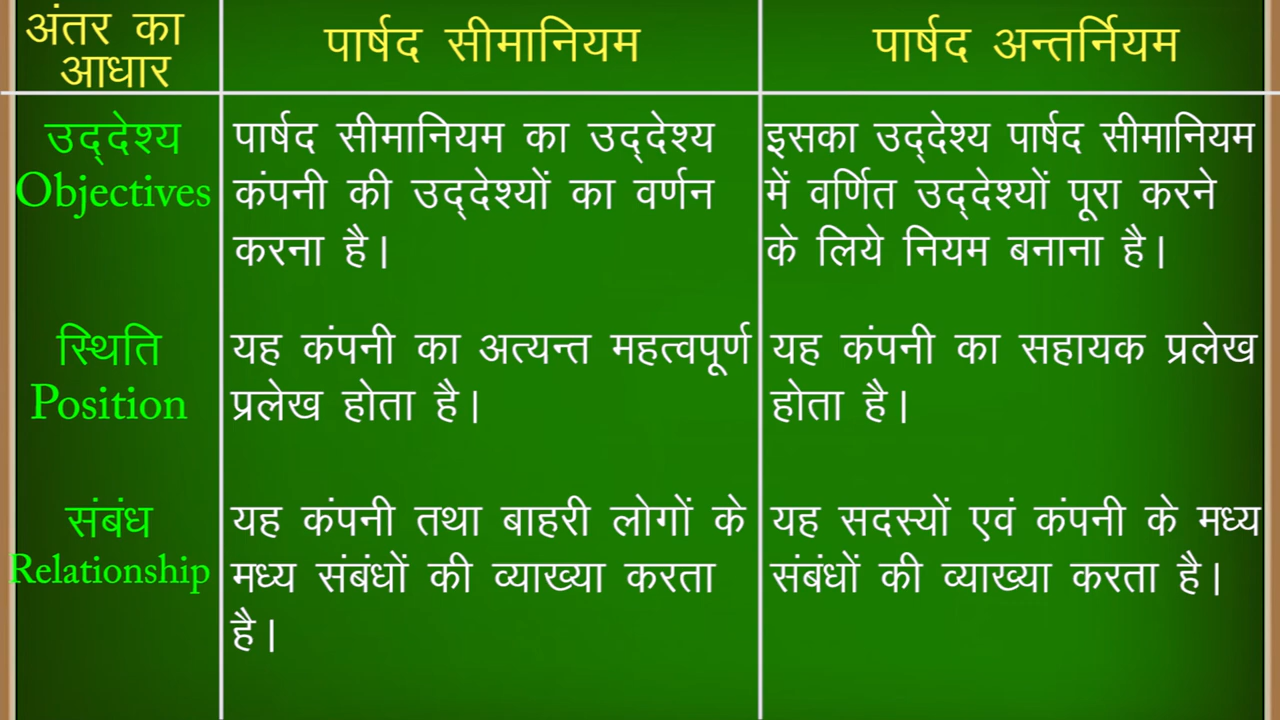 अंतर का
आधार
पार्षद सीमानियम
पार्षद अन्तर्नियम
उद्देश्य
Objectives
पार्षद सीमानियम का उद्देश्य
कंपनी की उद्देश्यों का वर्णन
करना है।
इसका उद्देश्य पार्षद सीमानियम
में वर्णित उद्देश्यों पूरा करने
के लिये नियम बनाना है।
स्थिति
Position
यह कंपनी का अत्यन्त महत्वपूर्ण
प्रलेख होता है।
यह कंपनी का सहायक प्रलेख
होता है।
संबंध
Relationship
यह कंपनी तथा बाहरी लोगों के
मध्य संबंधों की व्याख्या करता
है।
यह सदस्यों एवं कंपनी के मध्य
संबंधों की व्याख्या करता है।